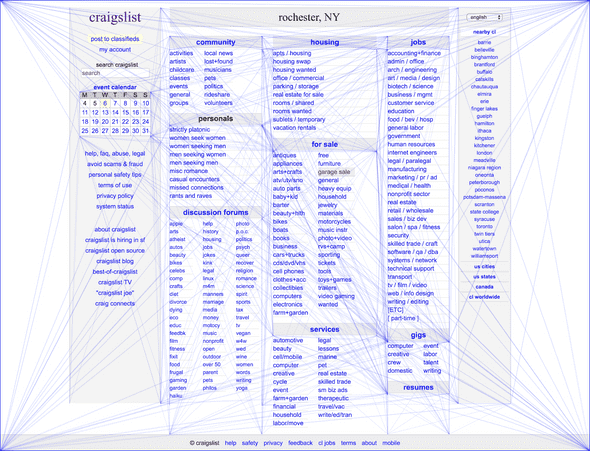 craigslist
post to classifieds
my account
search craigslist
search
event calendar
M T W T F S S
4 5 6 7 8 9 10
11 12 13 14 15 16 17
18 19 20 21 22 23 24
25 26 27 28 29 30 31
help, faq, abuse, legal
avoid scams & fraud
personal safety tips
terms of use
privacy policy
system status
about craigslist
craigslist is hiring in sf
craigslist open source
craigslist blog
best-of-craigslist
craigslist TV
"craigslist joe"
craig connects
rochester, NY
community
activities local news
artists lost+found
childcare musicians
classes pets
events politics
general rideshare
groups volunteers
personals
strictly platonic
women seek women
women seeking men
men seeking women
men seeking men
misc romance
casual encounters
missed connections
rants and raves
discussion forums
apple help photo
arts history p.o.c.
atheist housing politics
autos jobs psych
beauty jokes queer
bikes kink recover
celebs legal religion
comp linux romance
crafts m4m science
diet manners spirit
divorce marriage sports
dying media tax
eco money travel
educ motocy tv
feedbk music vegan
film nonprofit w4w
fitness open wed
fixit outdoor wine
food over 50 women
frugal parent words
gaming pets writing
garden philos yoga
haiku
housing
apts / housing
housing swap
housing wanted
office / commercial
parking / storage
real estate for sale
rooms / shared
rooms wanted
sublets / temporary
vacation rentals
for sale
antiques free
appliances furniture
arts+crafts garage sale
atv/utv/sno general
auto parts heavy equip
baby+kid household
barter jewelry
beauty+hlth materials
bikes motorcycles
boats music instr
books photo+video
business rvs+camp
cars+trucks sporting
cds/dvd/vhs tickets
cell phones tools
clothes+acc toys+games
collectibles trailers
computers video gaming
electronics wanted
farm+garden
services
automotive legal
beauty lessons
cell/mobile marine
computer pet
creative real estate
cycle skilled trade
event sm biz ads
farm+garden therapeutic
financial travel/vac
household write/ed/tran
labor/move
jobs
accounting+finance
admin / office
arch / engineering
art / media / design
biotech / science
business / mgmt
customer service
education
food / bev / hosp
general labor
government
human resources
internet engineers
legal / paralegal
manufacturing
marketing / pr / ad
medical / health
nonprofit sector
real estate
retail / wholesale
sales / biz dev
salon / spa / fitness
security
skilled trade / craft
software / qa / dba
systems / network
technical support
transport
tv / film / video
web / info design
writing / editing
[ETC]
[ part-time ]
gigs
computer event
creative labor
crew talent
domestic writing
resumes
english
nearby cl
barrie
belleville
binghamton
brantford
buffalo
catskills
chautauqua
elmira
erie
finger lakes
guelph
hamilton
ithaca
kingston
kitchener
london
meadville
niagara region
oneonta
peterborough
poconos
potsdam-massena
scranton
state college
syracuse
toronto
twin tiers
utica
watertown
williamsport
us cities
us states
canada
cl worldwide
© craigslist help safety privacy feedback cl jobs terms about mobile